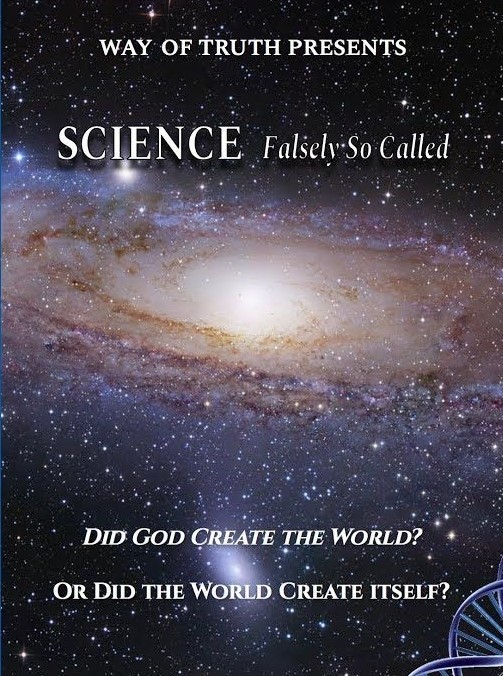 WAY OF TRUTH PRESENTS
SCIENCE Falsely So Called
DID GOD CREATE THE WORLD?
OR DID THE WORLD CREATE ITSELF?